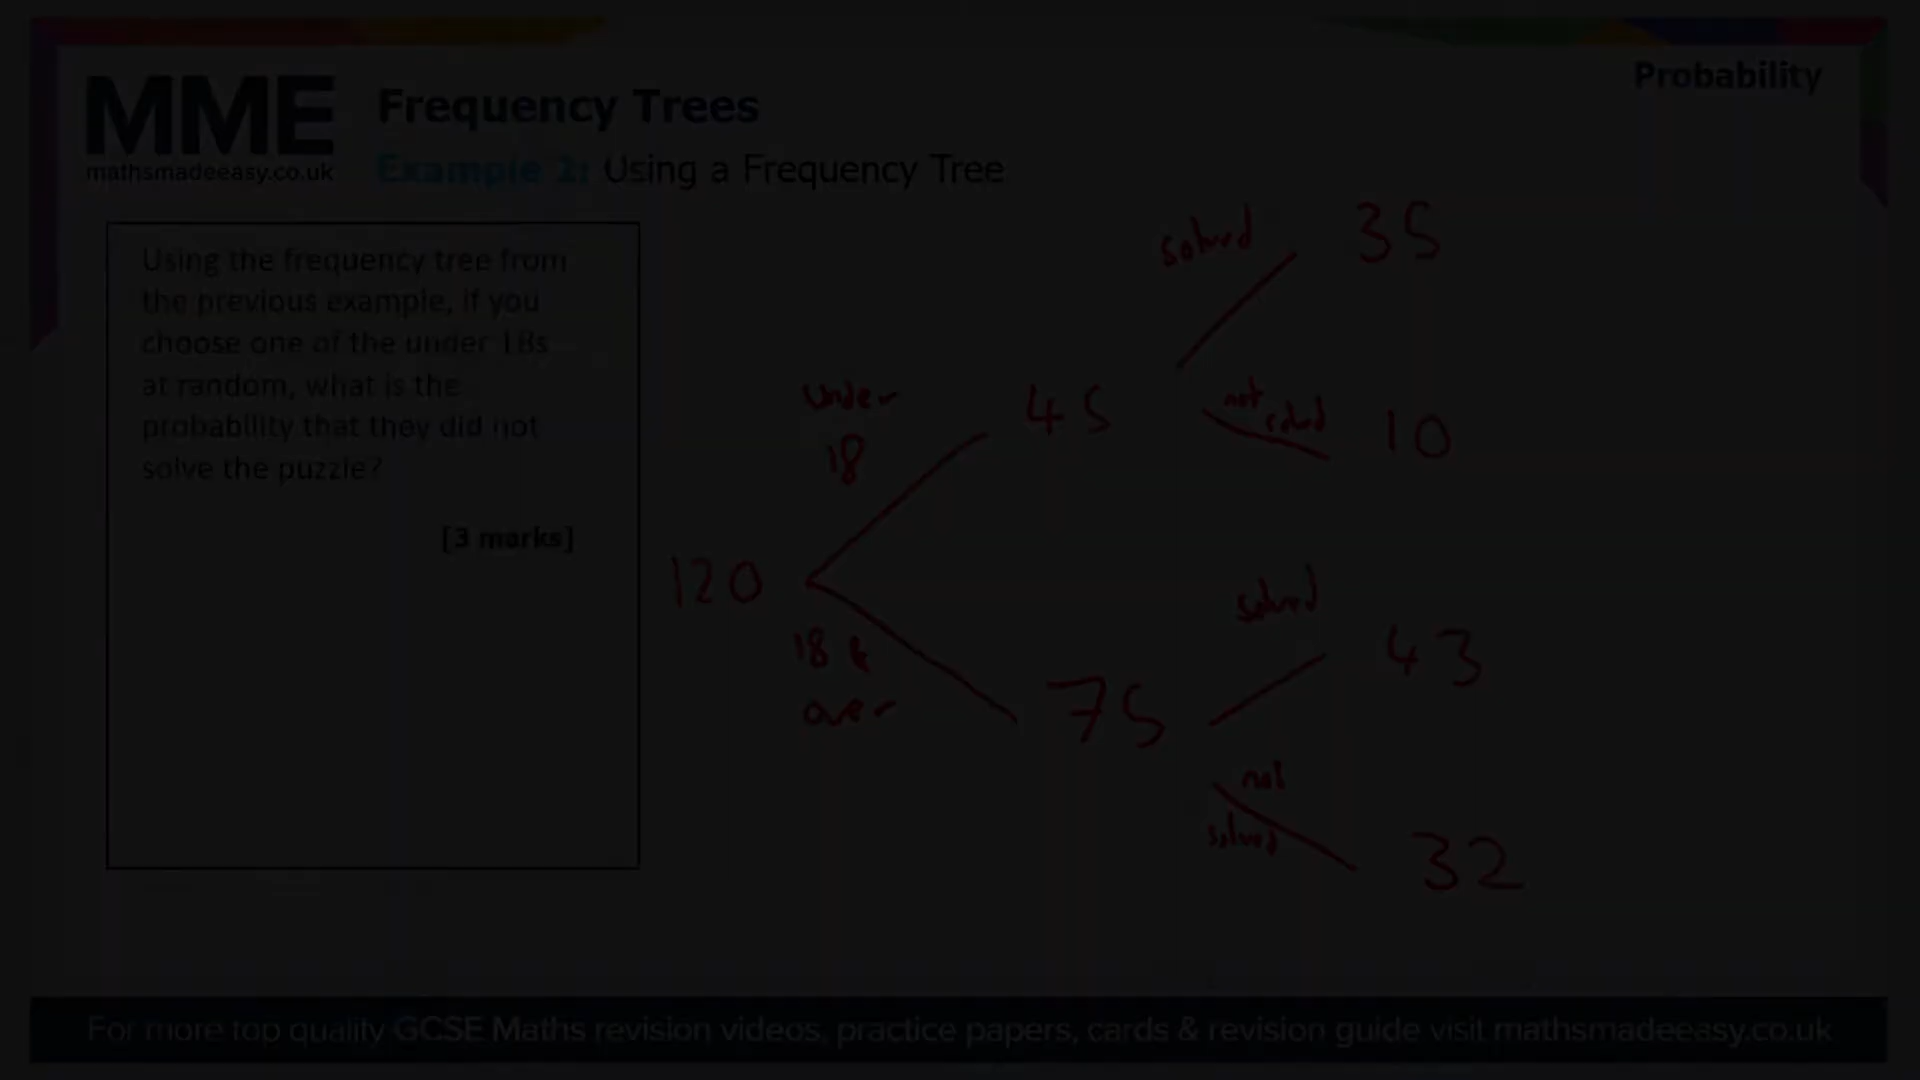 Probability
MME
mathsmadeeasy.co.uk
Frequency Trees
Example 2: Using a Frequency Tree
Using the frequency tree from
the previous example, if you
choose one of the under 18s
at random, what is the
probability that they did not
solve the puzzle?
[3 marks]
120
under
18
45
solved
35
not
solved
10
18 &
over
75
solved
43
not
solved
32
For more top quality GCSE Maths revision videos, practice papers, cards & revision guide visit mathsmadeeasy.co.uk